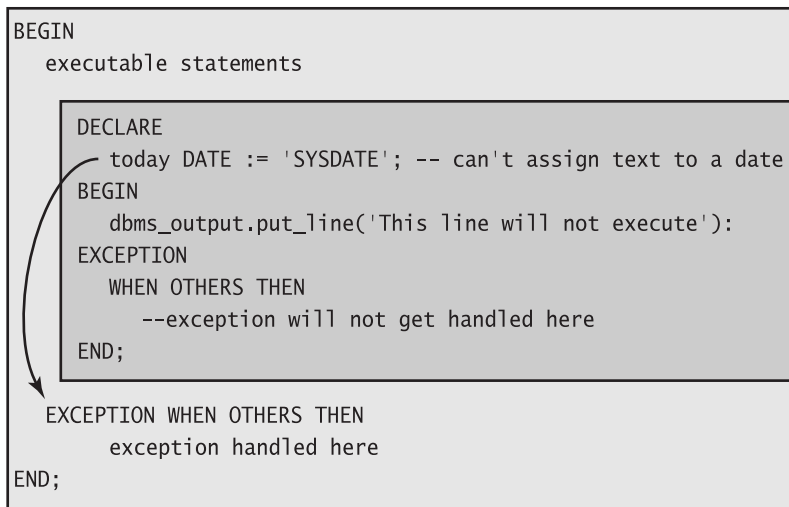 BEGIN
executable statements
DECLARE
today DATE := 'SYSDATE'; -- can't assign text to a date
BEGIN
dbms_output.put_line('This line will not execute'):
EXCEPTION
WHEN OTHERS THEN
--exception will not get handled here
END;
EXCEPTION WHEN OTHERS THEN
exception handled here
END;